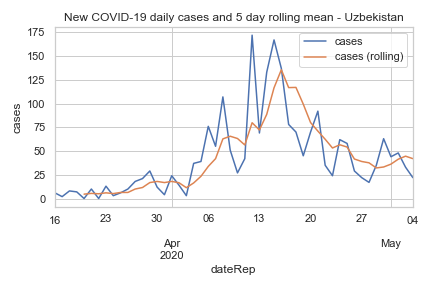 New COVID-19 daily cases and 5 day rolling mean - Uzbekistan
cases
cases (rolling)
175
150
125
100
75
50
25
0
cases
16 23 30 06 13 20 27 04
Apr May
2020
dateRep